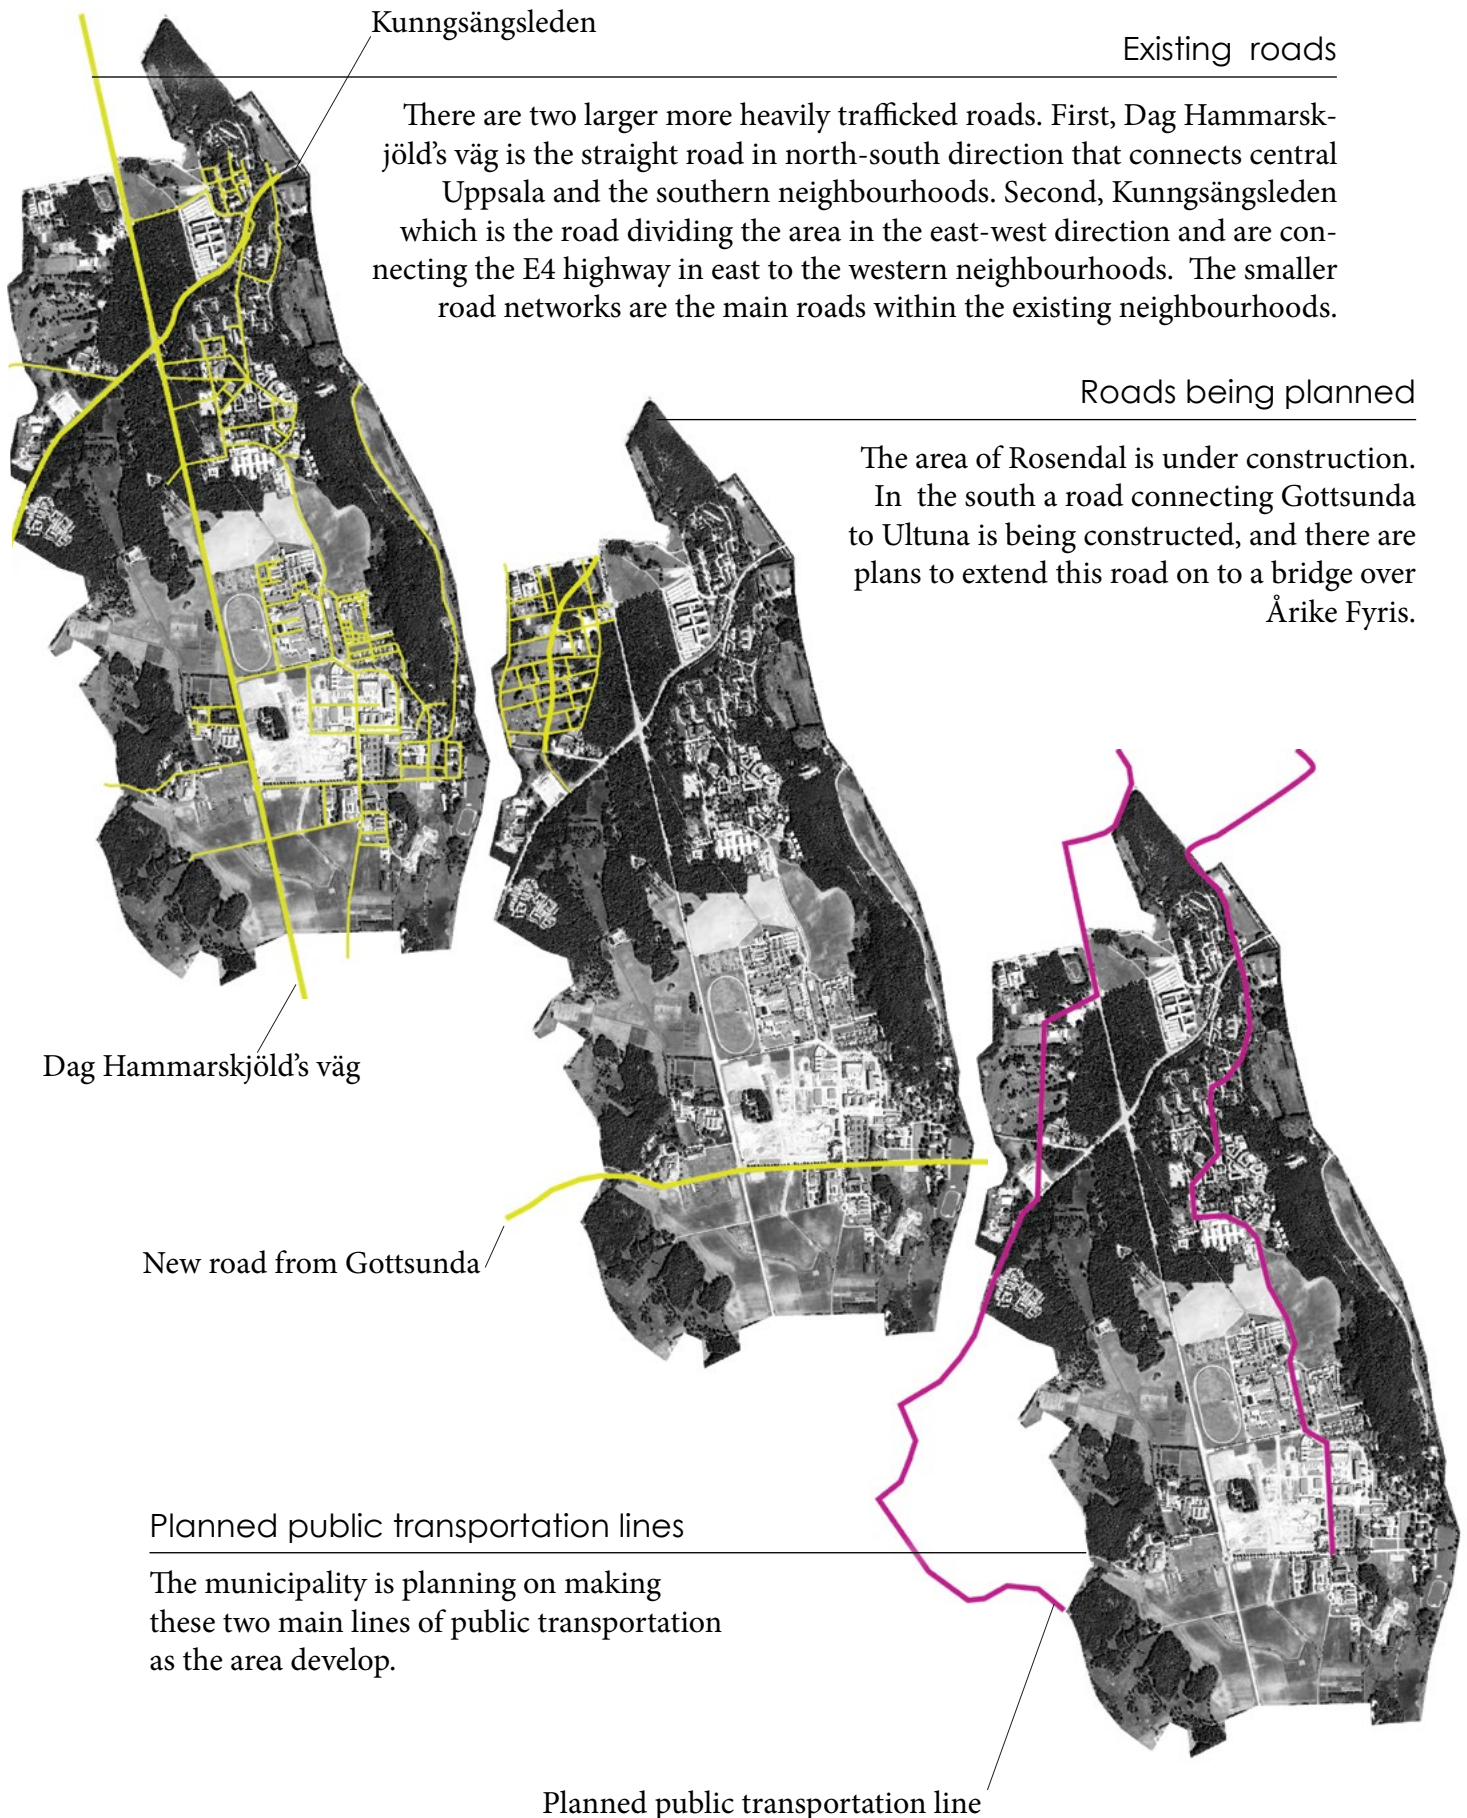 Kunngsängsleden
Existing roads
There are two larger more heavily trafficked roads. First, Dag Hammarsk-
jöld's väg is the straight road in north-south direction that connects central
Uppsala and the southern neighbourhoods. Second, Kunngsängsleden
which is the road dividing the area in the east-west direction and are con-
necting the E4 highway in east to the western neighbourhoods. The smaller
road networks are the main roads within the existing neighbourhoods.
Roads being planned
The area of Rosendal is under construction.
In the south a road connecting Gottsunda
to Ultuna is being constructed, and there are
plans to extend this road on to a bridge over
Årike Fyris.
Dag Hammarskjöld's väg
New road from Gottsunda
Planned public transportation lines
The municipality is planning on making
these two main lines of public transportation
as the area develop.
Planned public transportation line